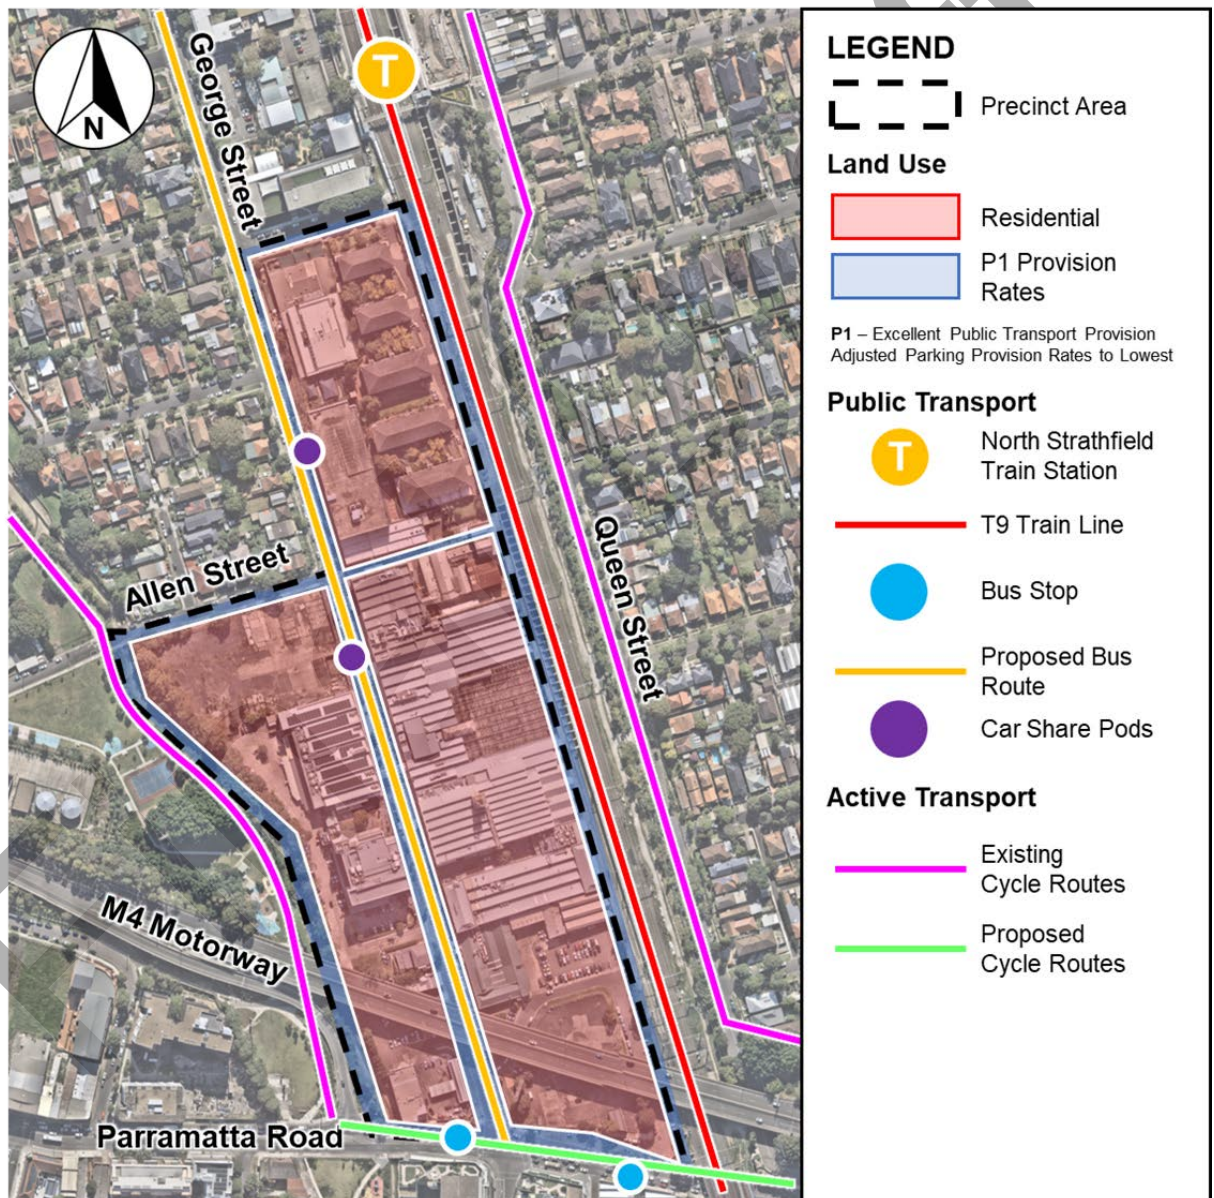 George Street
T
N
Allen Street
Queen Street
M4 Motorway
Parramatta Road
LEGEND
Precinct Area
Land Use
Residential
P1 Provision
Rates
P1 – Excellent Public Transport Provision
Adjusted Parking Provision Rates to Lowest
Public Transport
T
North Strathfield
Train Station
T9 Train Line
Bus Stop
Proposed Bus
Route
Car Share Pods
Active Transport
Existing
Cycle Routes
Proposed
Cycle Routes